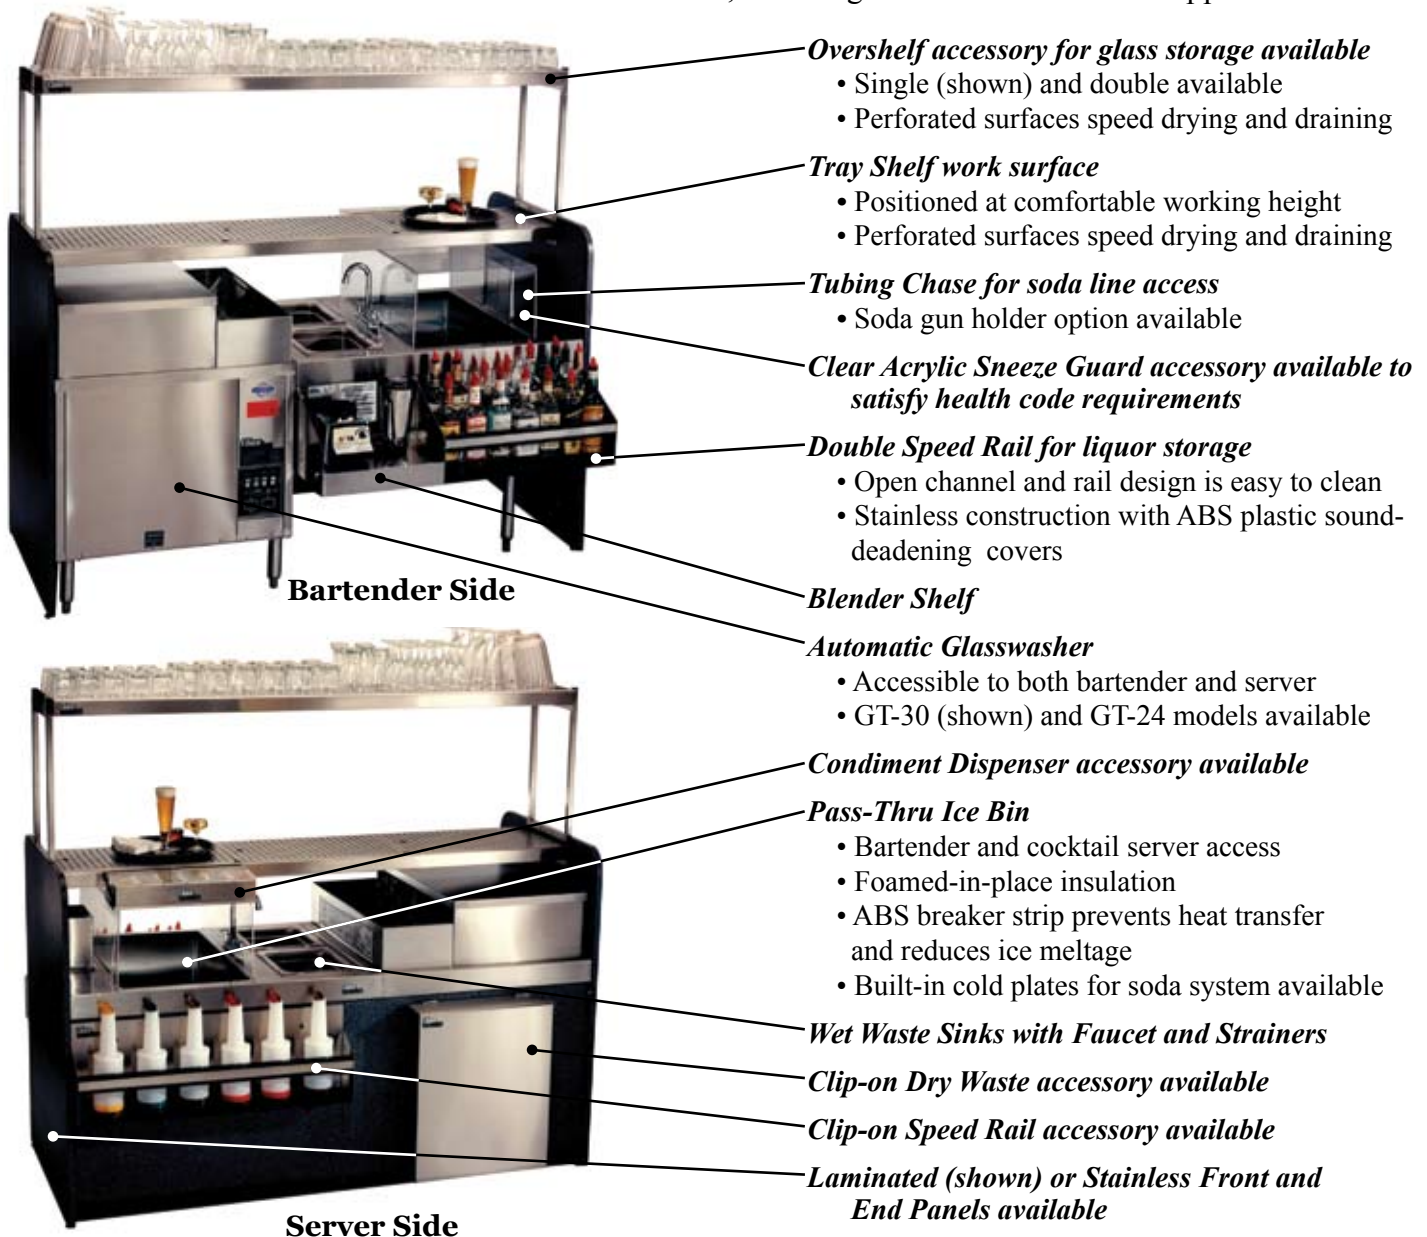 Overshelf accessory for glass storage available
• Single (shown) and double available
• Perforated surfaces speed drying and draining
Tray Shelf work surface
• Positioned at comfortable working height
• Perforated surfaces speed drying and draining
Tubing Chase for soda line access
• Soda gun holder option available
Clear Acrylic Sneeze Guard accessory available to
satisfy health code requirements
Double Speed Rail for liquor storage
• Open channel and rail design is easy to clean
• Stainless construction with ABS plastic sound-
deadening covers
Blender Shelf
Bartender Side
Automatic Glasswasher
• Accessible to both bartender and server
• GT-30 (shown) and GT-24 models available
Condiment Dispenser accessory available
Pass-Thru Ice Bin
• Bartender and cocktail server access
• Foamed-in-place insulation
• ABS breaker strip prevents heat transfer
and reduces ice meltage
• Built-in cold plates for soda system available
Wet Waste Sinks with Faucet and Strainers
Clip-on Dry Waste accessory available
Clip-on Speed Rail accessory available
Laminated (shown) or Stainless Front and
End Panels available
Server Side